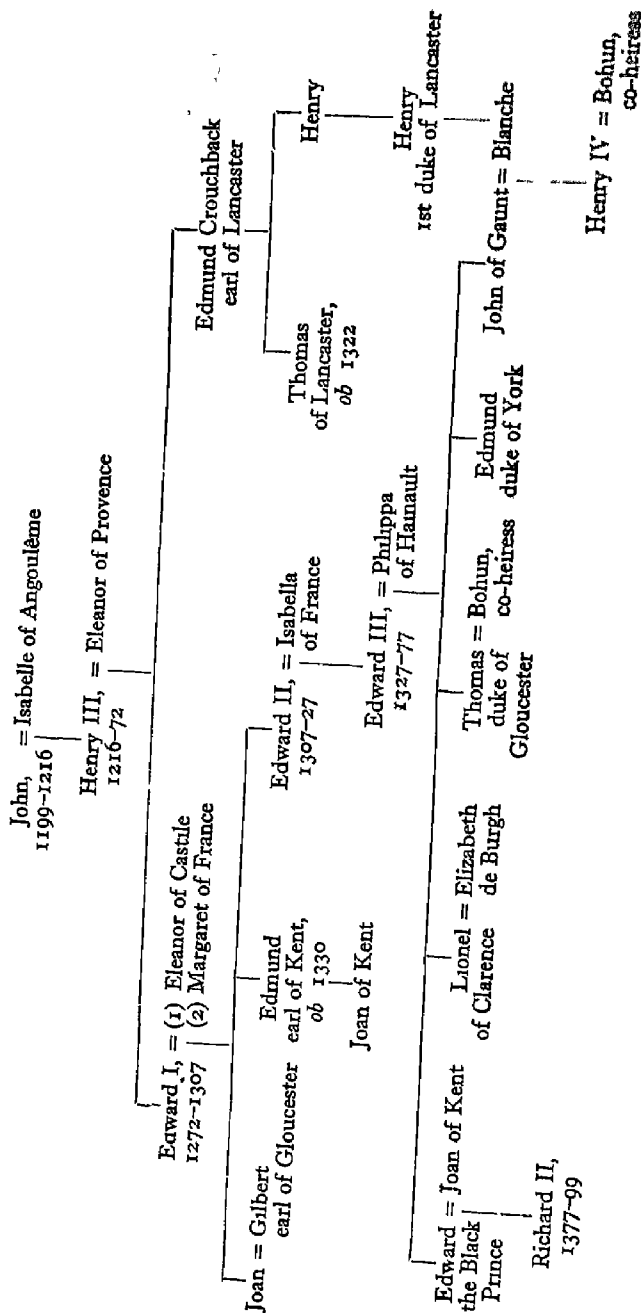 John, = Isabelle of Angoulême
1199–1216
Henry III, = Eleanor of Provence
1216–72
Edward I, = (1) Eleanor of Castile
1272–1307 (2) Margaret of France
Edmund Crouchback
earl of Lancaster
Joan = Gilbert
earl of Gloucester
Edmund
earl of Kent,
ob 1330
Joan of Kent
Edward II, = Isabella
1307–27 of France
Thomas
of Lancaster,
ob 1322
Henry
Henry
1st duke of Lancaster
Edward III, = Philippa
1327–77 of Hainault
Edward = Joan of Kent
the Black
Prince
Richard II,
1377–99
Lionel = Elizabeth
of Clarence de Burgh
Thomas = Bohun,
duke of co-heiress
Gloucester
Edmund
duke of York
John of Gaunt = Blanche
Henry IV = Bohun,
co-heiress